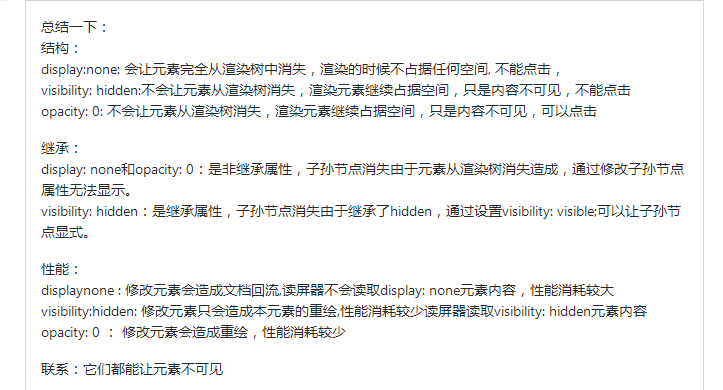 总结一下：
结构：
display:none: 会让元素完全从渲染树中消失，渲染的时候不占据任何空间, 不能点击，
visibility: hidden:不会让元素从渲染树消失，渲染元素继续占据空间，只是内容不可见，不能点击
opacity: 0: 不会让元素从渲染树消失，渲染元素继续占据空间，只是内容不可见，可以点击
继承：
display: none和opacity: 0：是非继承属性，子孙节点消失由于元素从渲染树消失造成，通过修改子孙节点
属性无法显示。
visibility: hidden：是继承属性，子孙节点消失由于继承了hidden，通过设置visibility: visible;可以让子孙节
点显式。
性能：
displaynone : 修改元素会造成文档回流,读屏器不会读取display: none元素内容，性能消耗较大
visibility:hidden: 修改元素只会造成本元素的重绘,性能消耗较少读屏器读取visibility: hidden元素内容
opacity: 0 ： 修改元素会造成重绘，性能消耗较少
联系：它们都能让元素不可见